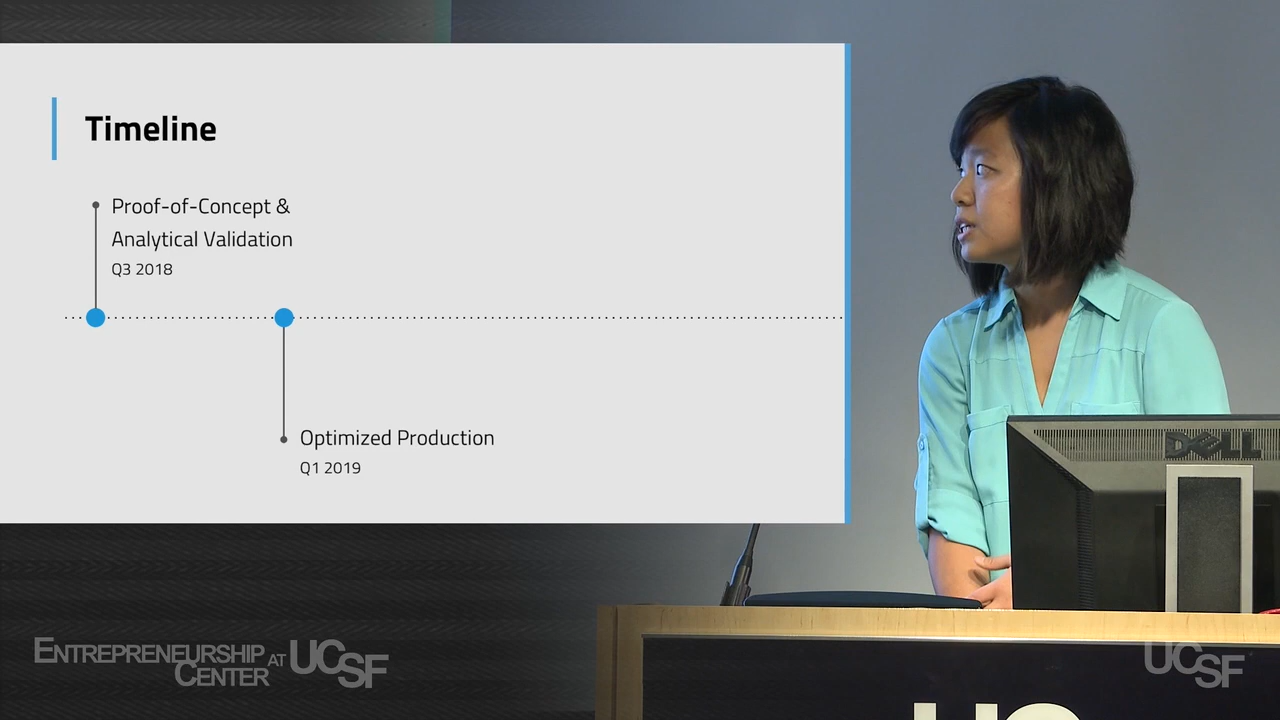 Timeline
Proof-of-Concept &
Analytical Validation
Q3 2018
Optimized Production
Q1 2019
DELL
ENTREPRENEURSHIP AT UCSF
CENTER
UCSF